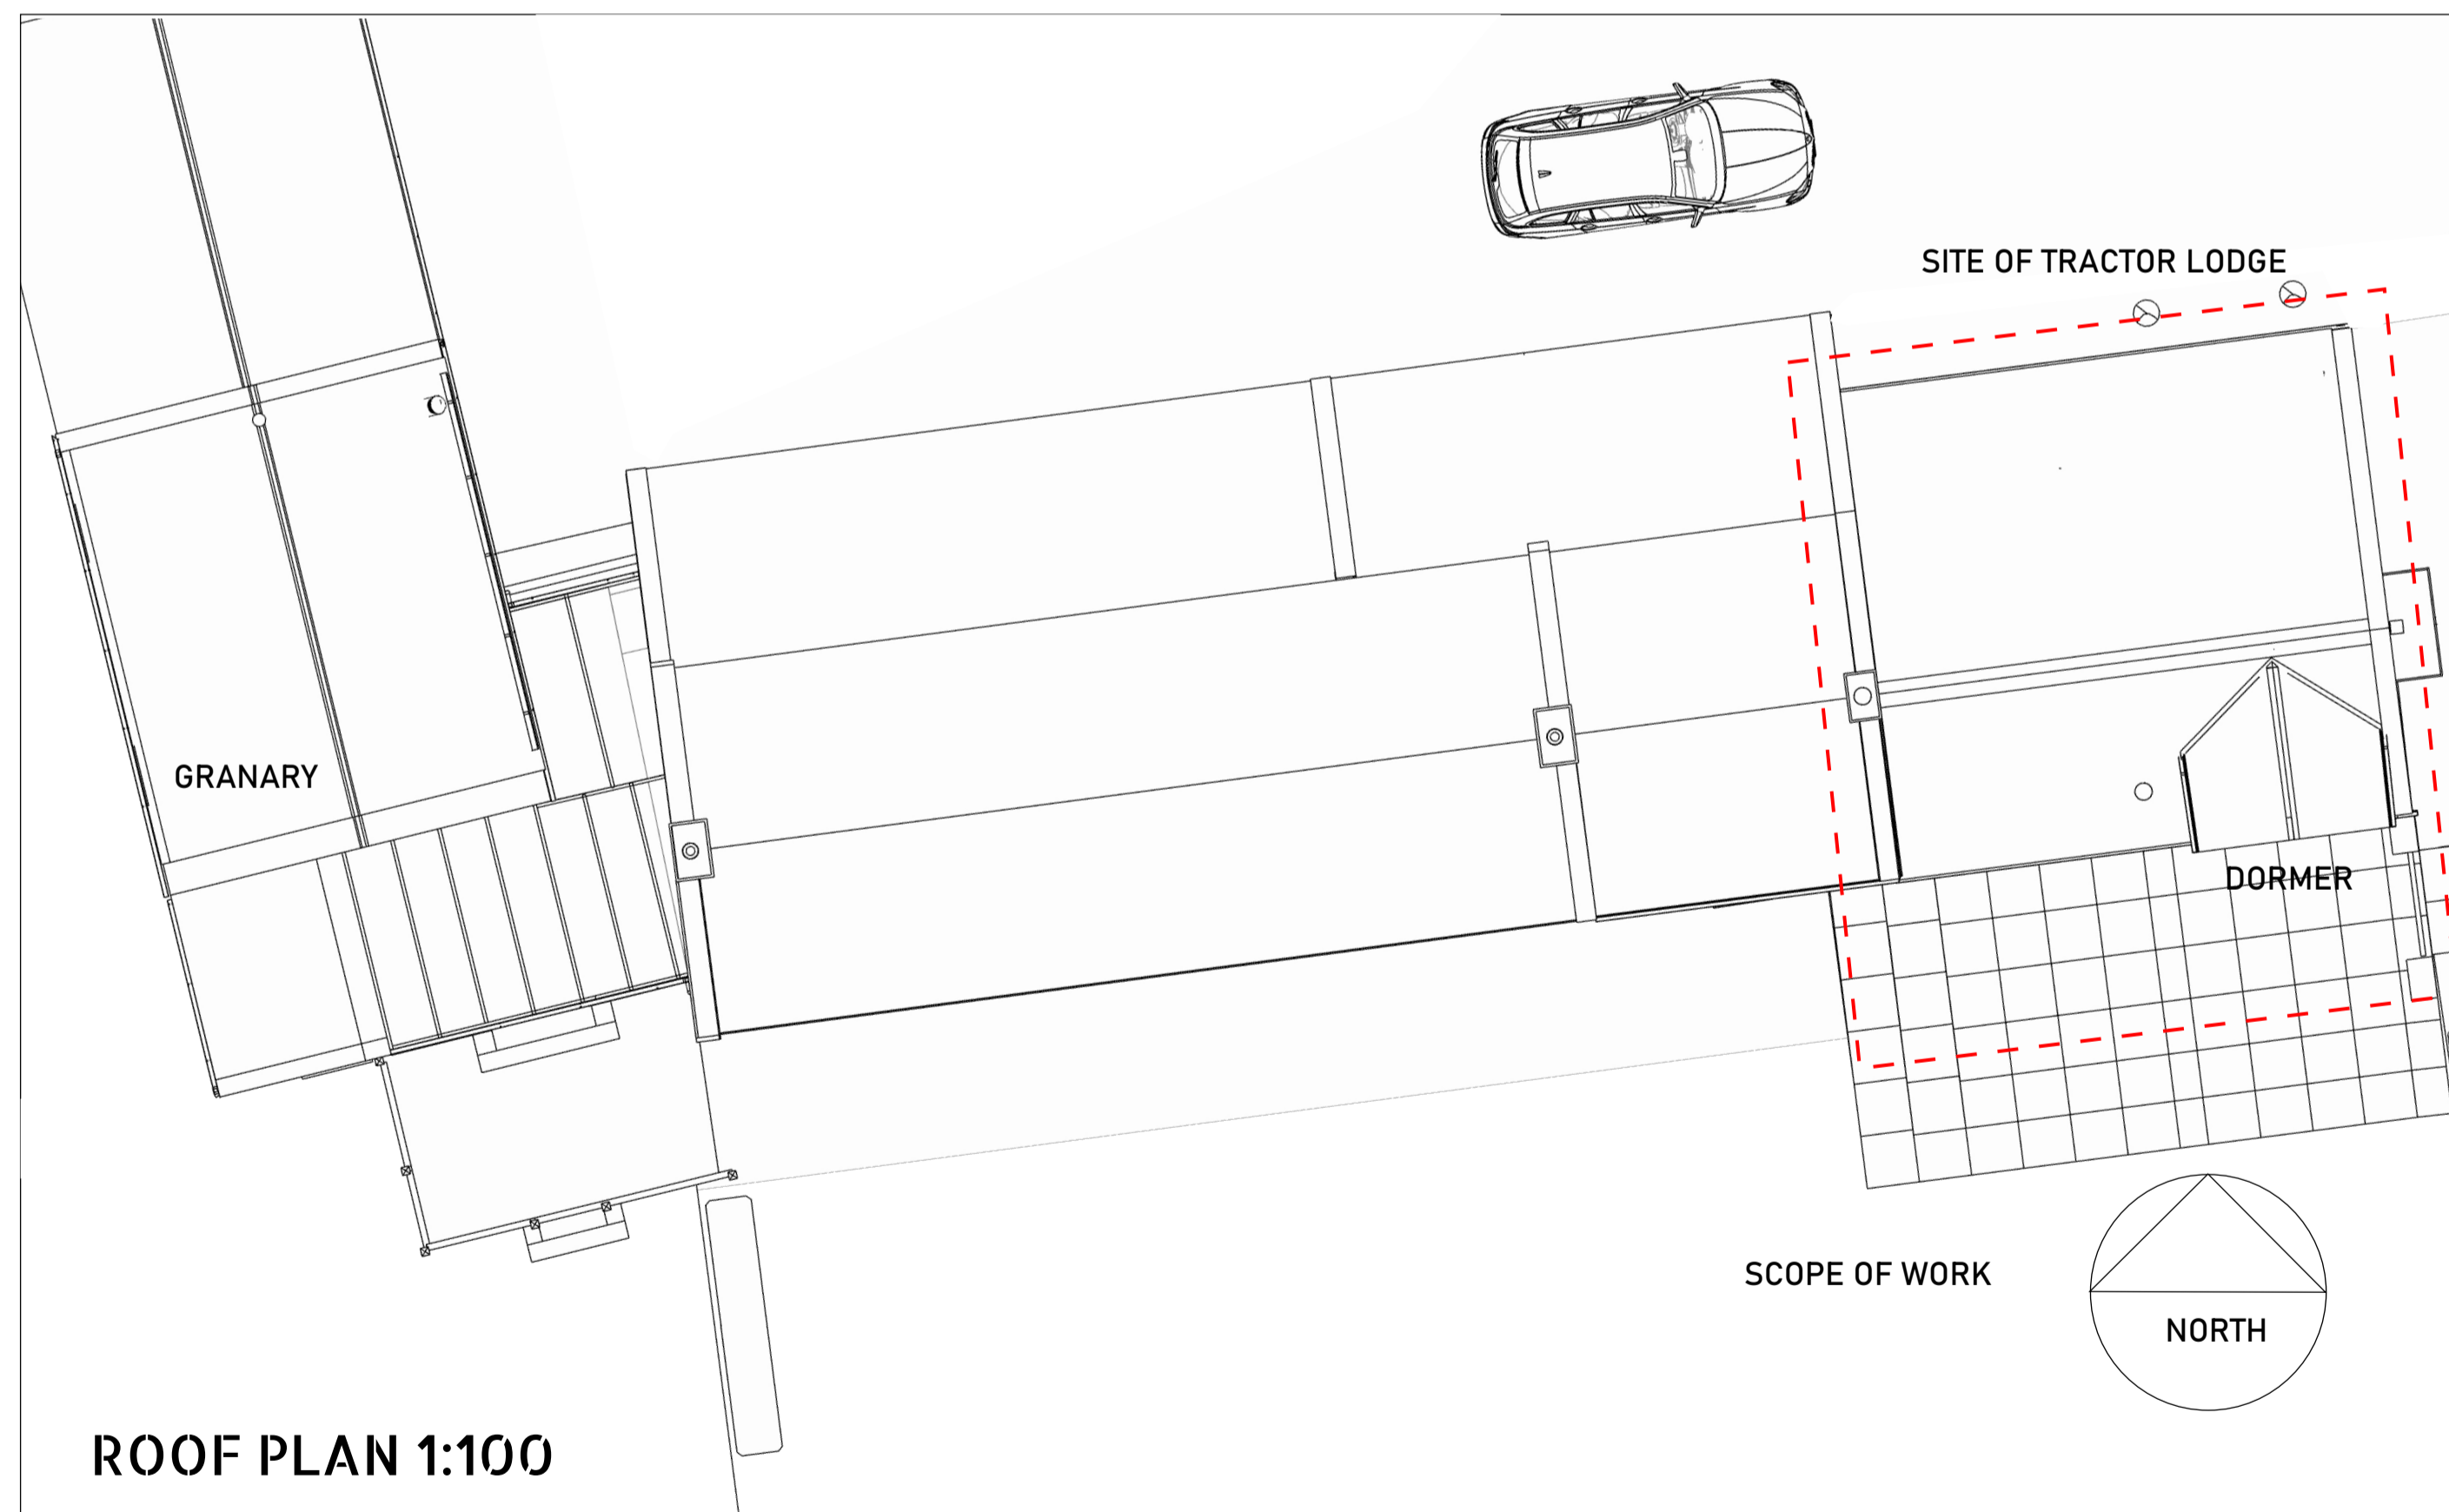 SITE OF TRACTOR LODGE
GRANARY
DORMER
SCOPE OF WORK
NORTH
ROOF PLAN 1:100